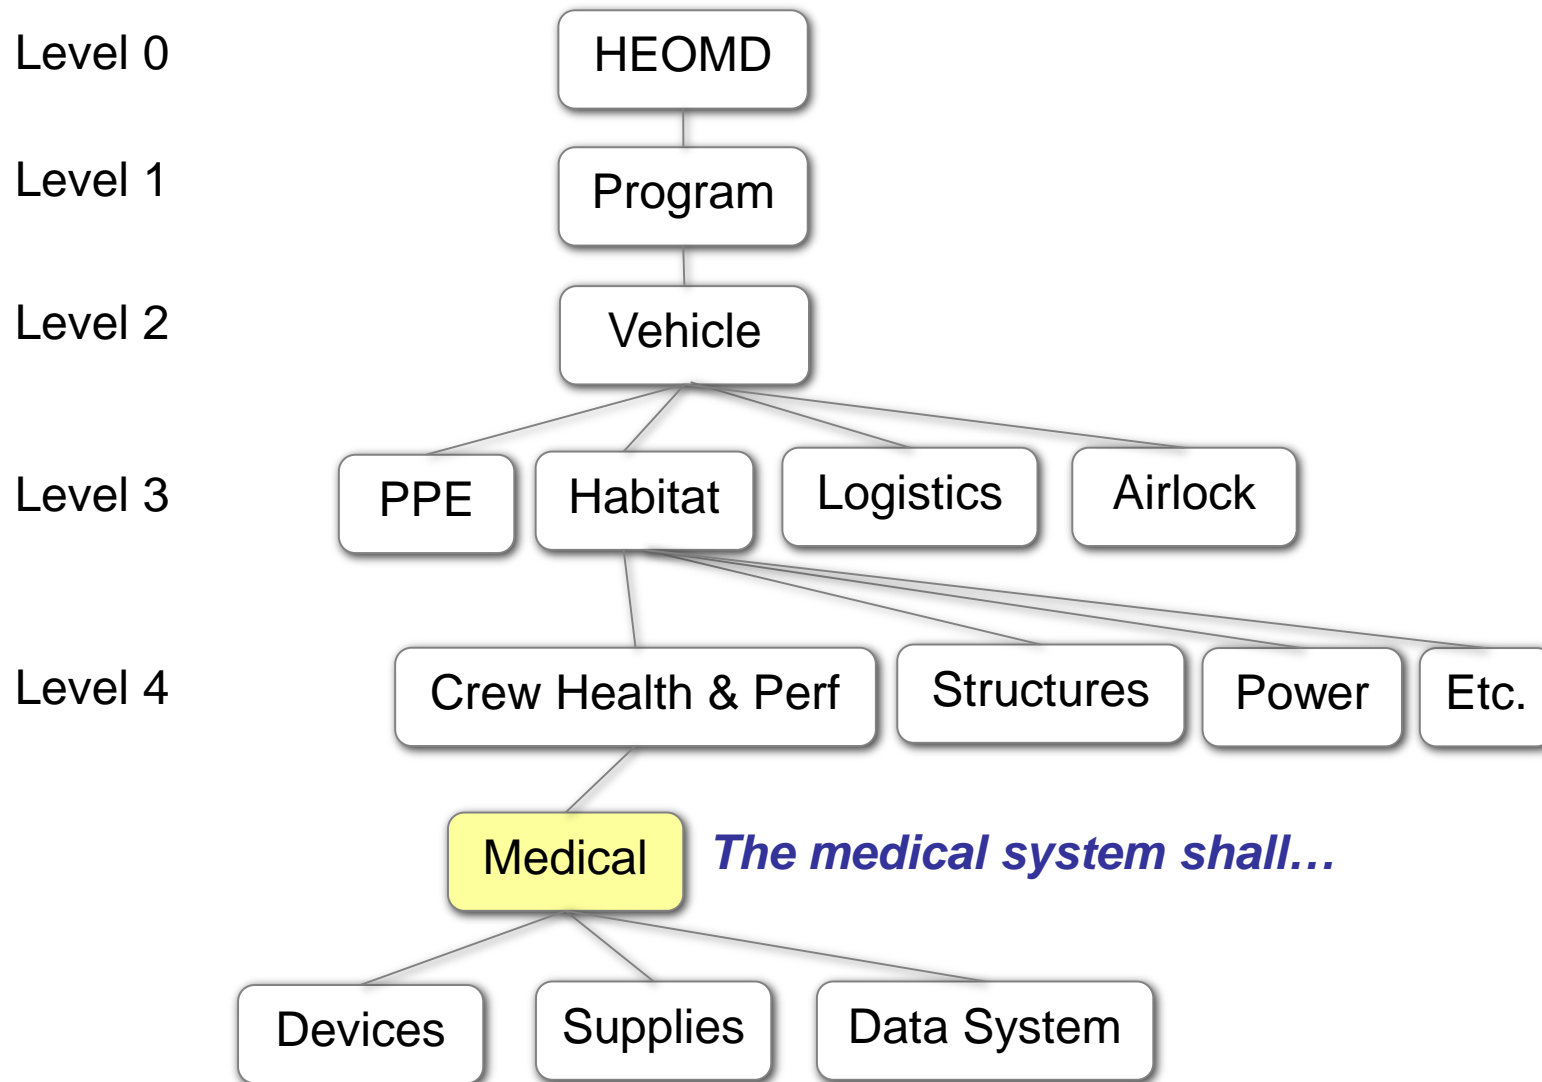 Level 0
HEOMD
Level 1
Program
Level 2
Vehicle
Level 3
PPE
Habitat
Logistics
Airlock
Level 4
Crew Health & Perf
Structures
Power
Etc.
Medical
The medical system shall…
Devices
Supplies
Data System